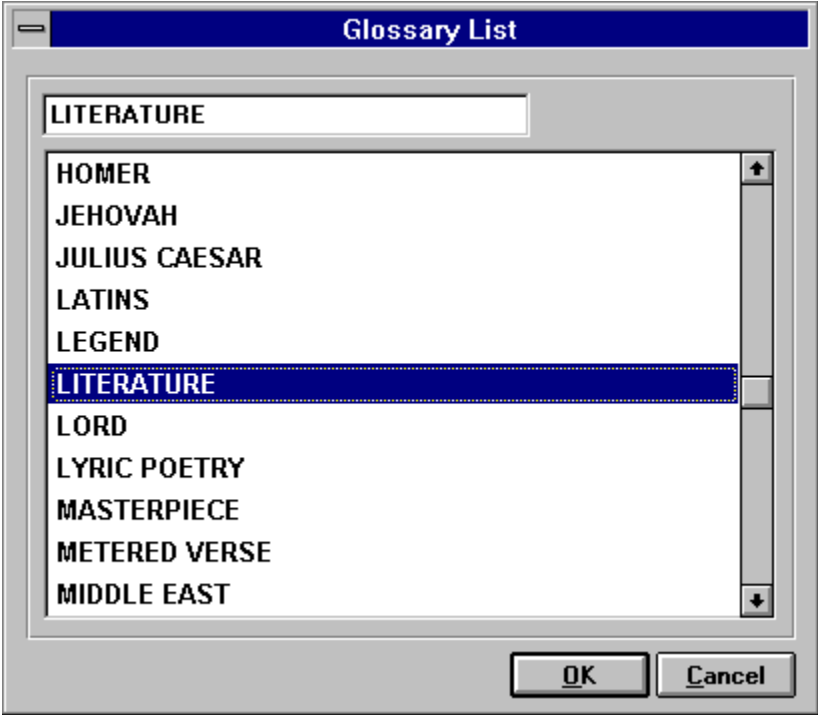 Glossary List
LITERATURE
HOMER
JEHOVAH
JULIUS CAESAR
LATINS
LEGEND
LITERATURE
LORD
LYRIC POETRY
MASTERPIECE
METERED VERSE
MIDDLE EAST
OK Cancel